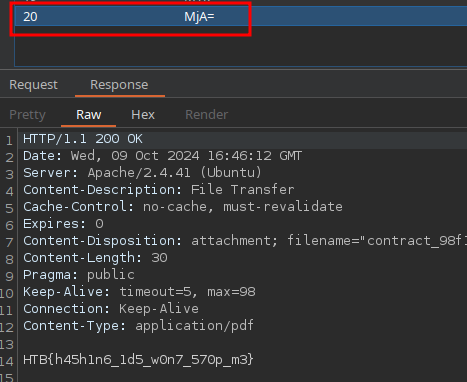 20 MjA=
Request Response
Pretty Raw Hex Render
1 HTTP/1.1 200 OK
2 Date: Wed, 09 Oct 2024 16:46:12 GMT
3 Server: Apache/2.4.41 (Ubuntu)
4 Content-Description: File Transfer
5 Cache-Control: no-cache, must-revalidate
6 Expires: 0
7 Content-Disposition: attachment; filename="contract_98f1
8 Content-Length: 30
9 Pragma: public
10 Keep-Alive: timeout=5, max=98
11 Connection: Keep-Alive
12 Content-Type: application/pdf
13
14 HTB{h45h1n6_1d5_w0n7_570p_m3}
15